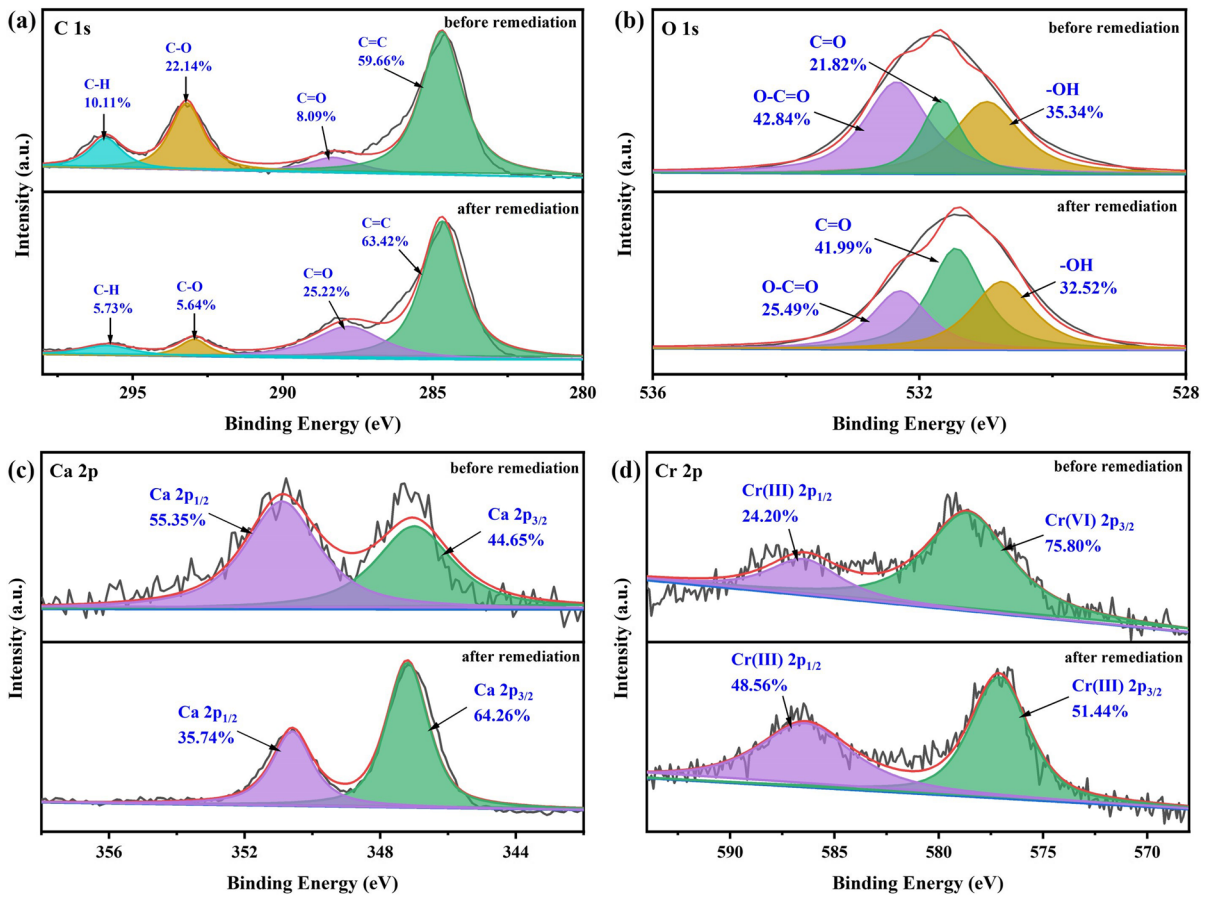 (a)
C 1s
before remediation
C-H
10.11%
C-O
22.14%
C=O
8.09%
C=C
59.66%
after remediation
C-H
5.73%
C-O
5.64%
C=O
25.22%
C=C
63.42%
Intensity (a.u.)
Intensity (a.u.)
295
290
285
280
Binding Energy (eV)
(b)
O 1s
before remediation
O-C=O
42.84%
C=O
21.82%
-OH
35.34%
after remediation
O-C=O
25.49%
C=O
41.99%
-OH
32.52%
Intensity (a.u.)
Intensity (a.u.)
536
532
528
Binding Energy (eV)
(c)
Ca 2p
before remediation
Ca 2p1/2
55.35%
Ca 2p3/2
44.65%
after remediation
Ca 2p1/2
35.74%
Ca 2p3/2
64.26%
Intensity (a.u.)
356
352
348
344
Binding Energy (eV)
(d)
Cr 2p
before remediation
Cr(III) 2p1/2
24.20%
Cr(VI) 2p3/2
75.80%
after remediation
Cr(III) 2p1/2
48.56%
Cr(III) 2p3/2
51.44%
Intensity (a.u.)
590
585
580
575
570
Binding Energy (eV)